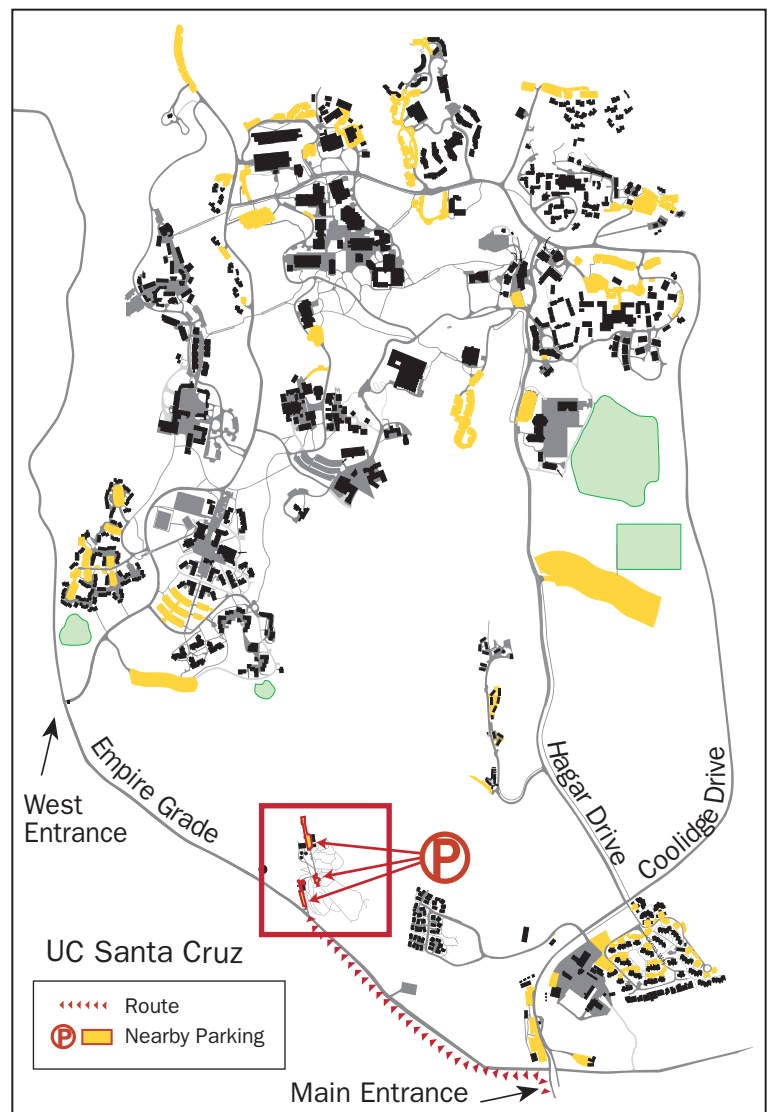 Hagar Drive
Coolidge Drive
Empire Grade
West
Entrance
P
UC Santa Cruz
Route
P Nearby Parking
Main Entrance